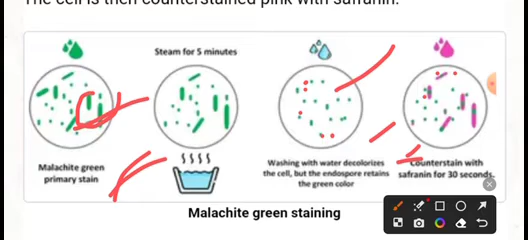 The cell is then counterstained pink with safranin.
Steam for 5 minutes
Malachite green
primary stain
Washing with water decolorizes
the cell, but the endospore retains
the green color
Counterstain with
safranin for 30 seconds.
Malachite green staining